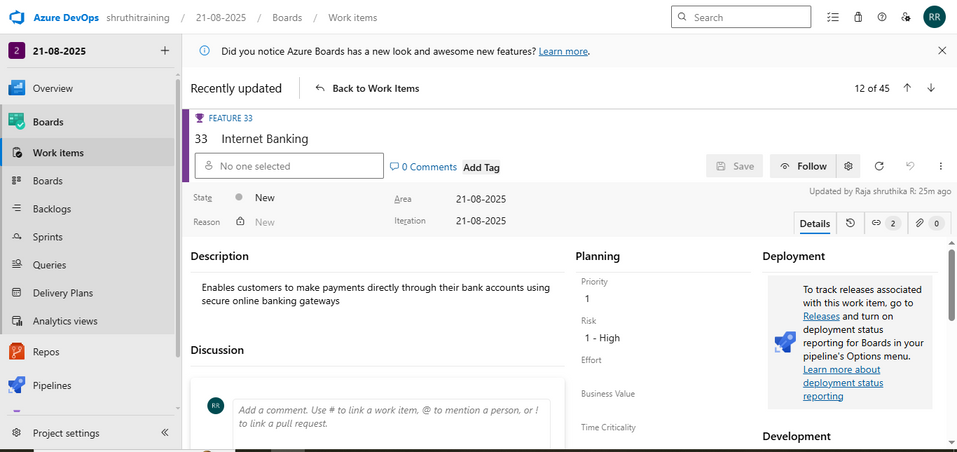 Azure DevOps shruthitraining / 21-08-2025 / Boards / Work items Search RR
2 21-08-2025 +
Did you notice Azure Boards has a new look and awesome new features? Learn more.
Overview
Boards
Work items
Boards
Backlogs
Sprints
Queries
Delivery Plans
Analytics views
Repos
Pipelines
Project settings
Recently updated Back to Work Items 12 of 45
FEATURE 33
33 Internet Banking
No one selected 0 Comments Add Tag Save Follow
Updated by Raja shruthika R: 25m ago
State New Area 21-08-2025
Reason New Iteration 21-08-2025
Details 2 0
Description
Enables customers to make payments directly through their bank accounts using
secure online banking gateways
Discussion
RR
Add a comment. Use # to link a work item, @ to mention a person, or !
to link a pull request.
Planning
Priority
1
Risk
1 - High
Effort
Business Value
Time Criticality
Deployment
To track releases associated
with this work item, go to
Releases and turn on
deployment status
reporting for Boards in your
pipeline's Options menu.
Learn more about
deployment status
reporting
Development